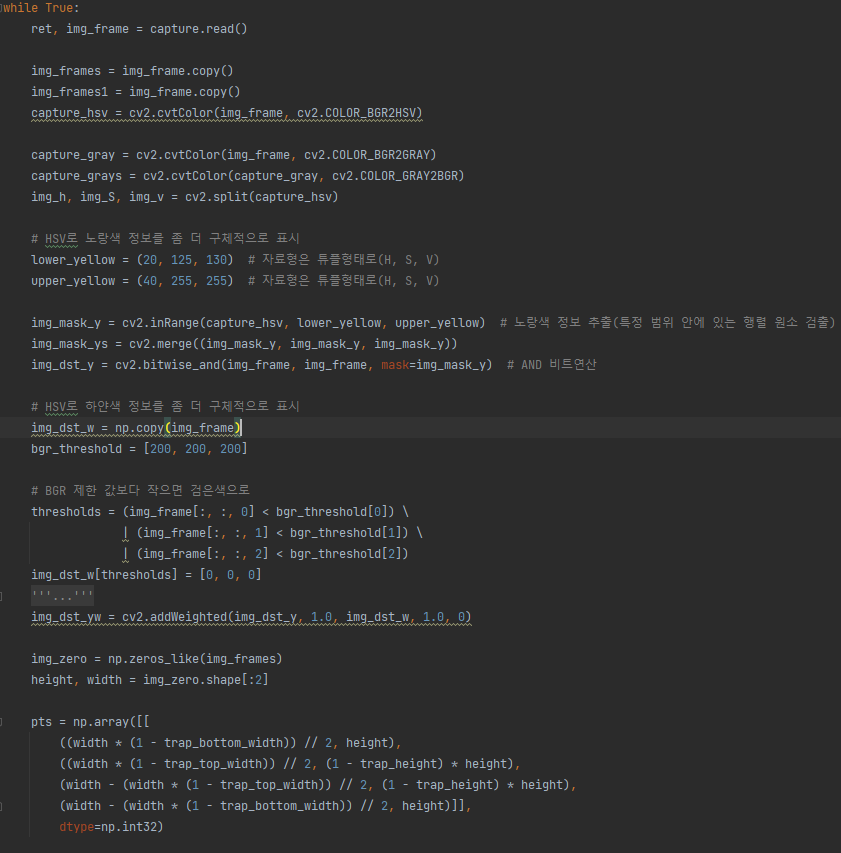 while True:
    ret, img_frame = capture.read()

    img_frames = img_frame.copy()
    img_frames1 = img_frame.copy()
    capture_hsv = cv2.cvtColor(img_frame, cv2.COLOR_BGR2HSV)

    capture_gray = cv2.cvtColor(img_frame, cv2.COLOR_BGR2GRAY)
    capture_grays = cv2.cvtColor(capture_gray, cv2.COLOR_GRAY2BGR)
    img_h, img_S, img_v = cv2.split(capture_hsv)

    # HSV로 노랑색 정보를 좀 더 구체적으로 표시
    lower_yellow = (20, 125, 130)  # 자료형은 튜플형태로(H, S, V)
    upper_yellow = (40, 255, 255)  # 자료형은 튜플형태로(H, S, V)

    img_mask_y = cv2.inRange(capture_hsv, lower_yellow, upper_yellow)  # 노랑색 정보 추출(특정 범위 안에 있는 행렬 원소 검출)
    img_mask_ys = cv2.merge((img_mask_y, img_mask_y, img_mask_y))
    img_dst_y = cv2.bitwise_and(img_frame, img_frame, mask=img_mask_y)  # AND 비트연산

    # HSV로 하얀색 정보를 좀 더 구체적으로 표시
    img_dst_w = np.copy(img_frame)
    bgr_threshold = [200, 200, 200]

    # BGR 제한 값보다 작으면 검은색으로
    thresholds = (img_frame[:, :, 0] < bgr_threshold[0]) \
                 | (img_frame[:, :, 1] < bgr_threshold[1]) \
                 | (img_frame[:, :, 2] < bgr_threshold[2])
    img_dst_w[thresholds] = [0, 0, 0]
    '''...'''
    img_dst_yw = cv2.addWeighted(img_dst_y, 1.0, img_dst_w, 1.0, 0)

    img_zero = np.zeros_like(img_frames)
    height, width = img_zero.shape[:2]

    pts = np.array([[
        ((width * (1 - trap_bottom_width)) // 2, height),
        ((width * (1 - trap_top_width)) // 2, (1 - trap_height) * height),
        (width - (width * (1 - trap_top_width)) // 2, (1 - trap_height) * height),
        (width - (width * (1 - trap_bottom_width)) // 2, height)]],
        dtype=np.int32)